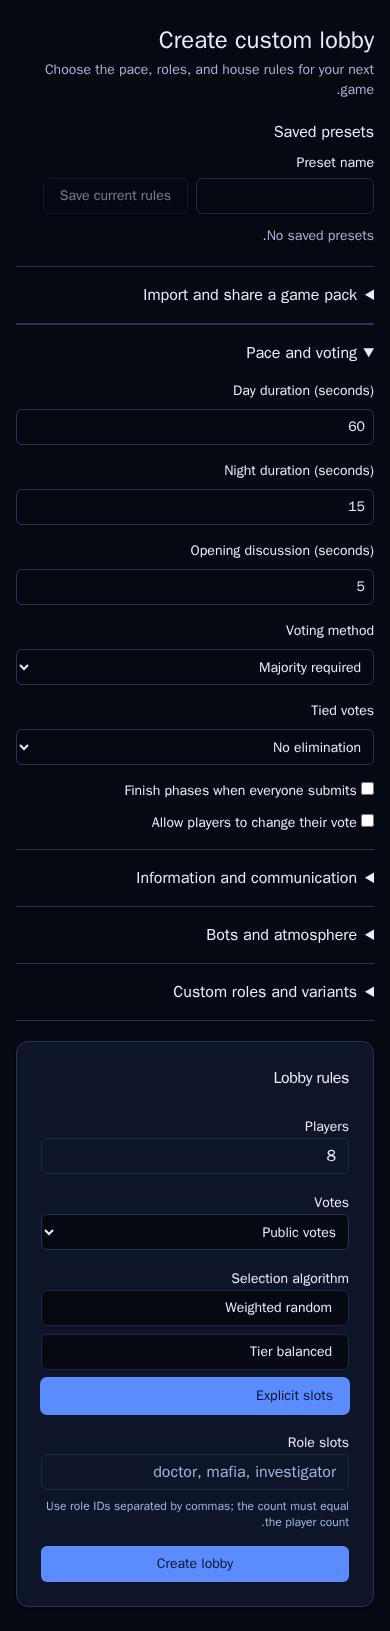 Create custom lobby
Choose the pace, roles, and house rules for your next
game.
Saved presets
Preset name
Save current rules
No saved presets.
Import and share a game pack
Pace and voting
Day duration (seconds)
60
Night duration (seconds)
15
Opening discussion (seconds)
5
Voting method
Majority required
Tied votes
No elimination
Finish phases when everyone submits
Allow players to change their vote
Information and communication
Bots and atmosphere
Custom roles and variants
Lobby rules
Players
8
Votes
Public votes
Selection algorithm
Weighted random
Tier balanced
Explicit slots
Role slots
doctor, mafia, investigator
Use role IDs separated by commas; the count must equal
the player count.
Create lobby